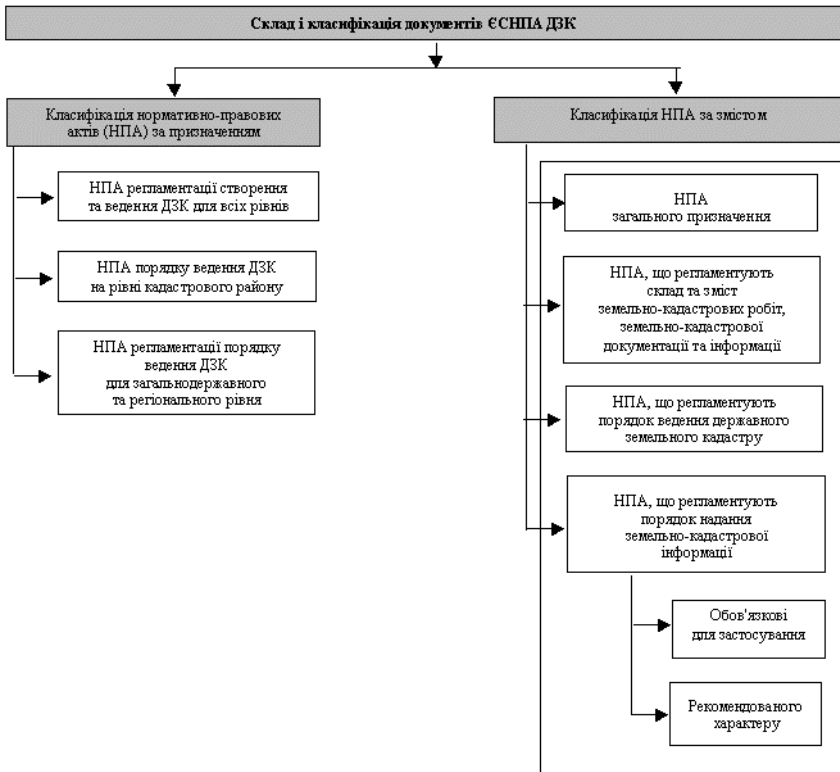 Склад і класифікація документів ЄСНПА ДЗК
Класифікація нормативно-правових
актів (НПА) за призначенням
НПА регламентації створення
та ведення ДЗК для всіх рівнів
НПА порядку ведення ДЗК
на рівні кадастрового району
НПА регламентації порядку
ведення ДЗК
для загальнодержавного
та регіонального рівня
Класифікація НПА за змістом
НПА
загального призначення
НПА, що регламентують
склад та зміст
земельно-кадастрових робіт,
земельно-кадастрової
документації та інформації
НПА, що регламентують
порядок ведення державного
земельного кадастру
НПА, що регламентують
порядок надання
земельно-кадастрової
інформації
Обов'язкові
для застосування
Рекомендованого
характеру